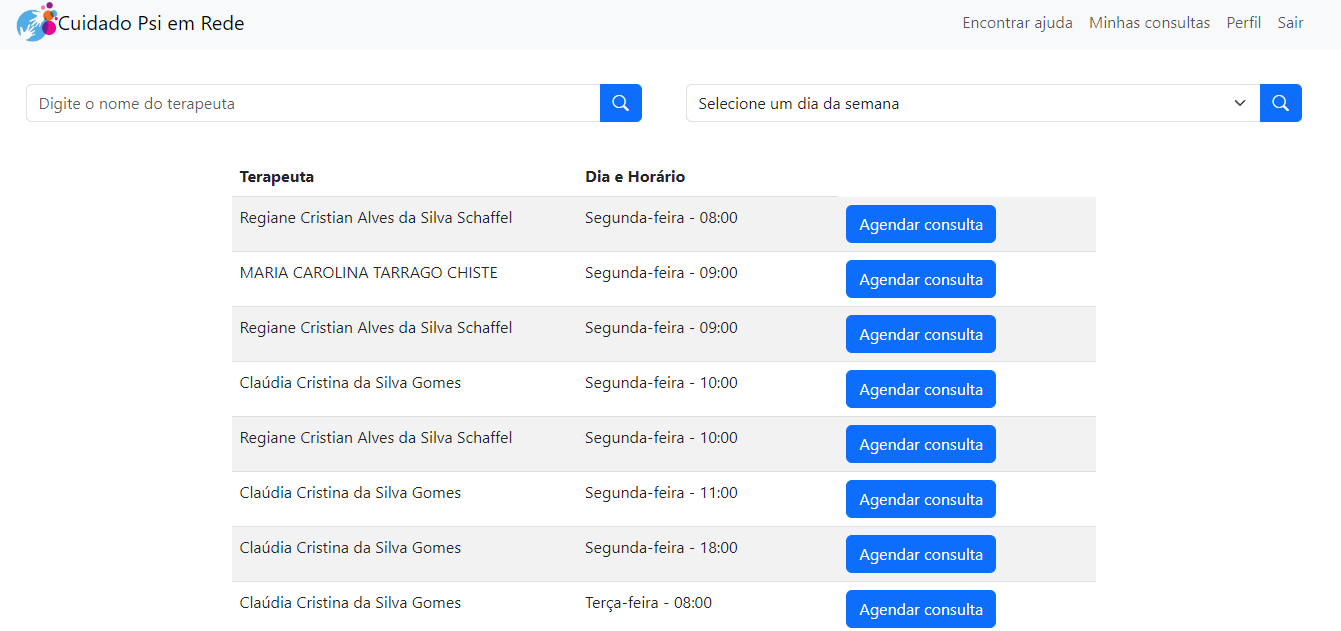 Cuidado Psi em Rede Encontrar ajuda Minhas consultas Perfil Sair
Digite o nome do terapeuta Selecione um dia da semana
Terapeuta Dia e Horário
Regiane Cristian Alves da Silva Schaffel Segunda-feira - 08:00 Agendar consulta
MARIA CAROLINA TARRAGO CHISTE Segunda-feira - 09:00 Agendar consulta
Regiane Cristian Alves da Silva Schaffel Segunda-feira - 09:00 Agendar consulta
Claúdia Cristina da Silva Gomes Segunda-feira - 10:00 Agendar consulta
Regiane Cristian Alves da Silva Schaffel Segunda-feira - 10:00 Agendar consulta
Claúdia Cristina da Silva Gomes Segunda-feira - 11:00 Agendar consulta
Claúdia Cristina da Silva Gomes Segunda-feira - 18:00 Agendar consulta
Claúdia Cristina da Silva Gomes Terça-feira - 08:00 Agendar consulta